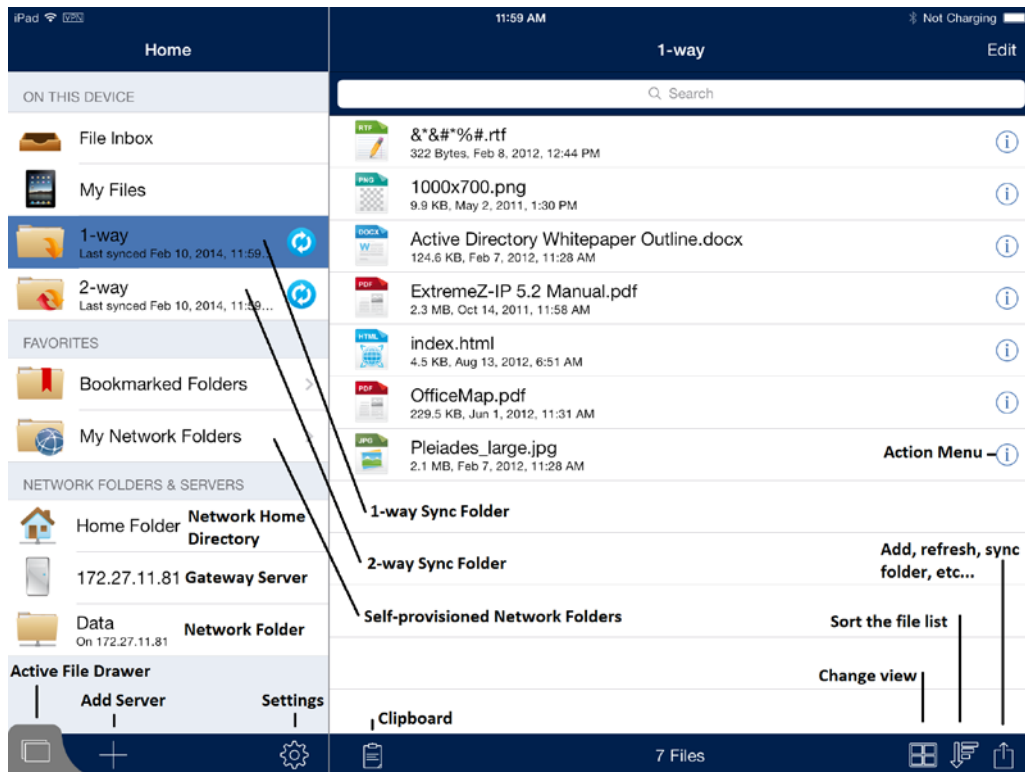 iPad VPN 11:59 AM Not Charging
Home
1-way
Edit
ON THIS DEVICE
File Inbox
My Files
1-way
Last synced Feb 10, 2014, 11:59...
2-way
Last synced Feb 10, 2014, 11:59...
FAVORITES
Bookmarked Folders
My Network Folders
NETWORK FOLDERS & SERVERS
Home Folder
Network Home
Directory
172.27.11.81 Gateway Server
Data
On 172.27.11.81
Network Folder
Active File Drawer
Add Server
Settings
Search
RTF
&*&#*%#.rtf
322 Bytes, Feb 8, 2012, 12:44 PM
PNG
1000x700.png
9.9 KB, May 2, 2011, 1:30 PM
DOCX
W
Active Directory Whitepaper Outline.docx
124.6 KB, Feb 7, 2012, 11:28 AM
PDF
ExtremeZ-IP 5.2 Manual.pdf
2.3 MB, Oct 14, 2011, 11:58 AM
HTML
index.html
4.5 KB, Aug 13, 2012, 6:51 AM
PDF
OfficeMap.pdf
229.5 KB, Jun 1, 2012, 11:31 AM
JPG
Pleiades_large.jpg
2.1 MB, Feb 7, 2012, 11:28 AM
Action Menu
1-way Sync Folder
2-way Sync Folder
Add, refresh, sync
folder, etc...
Self-provisioned Network Folders
Sort the file list
Change view
Clipboard
7 Files